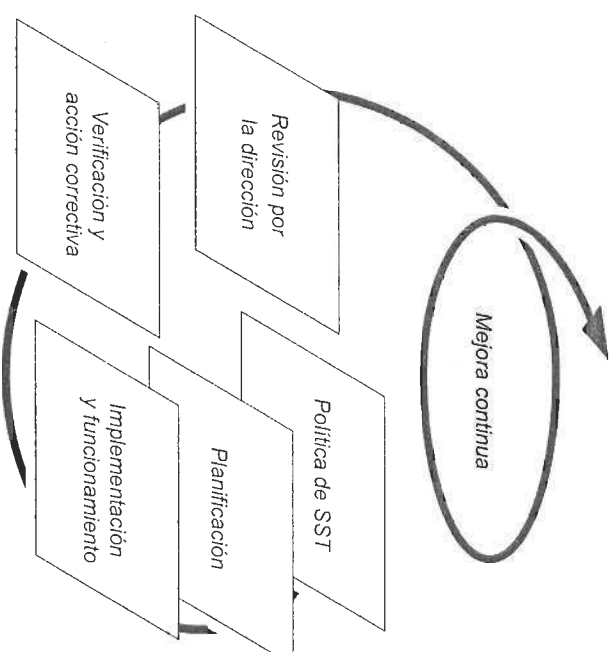 Mejora continua
Política de SST
Planificación
Implementación
y funcionamiento
Verificación y
acción correctiva
Revisión por
la dirección